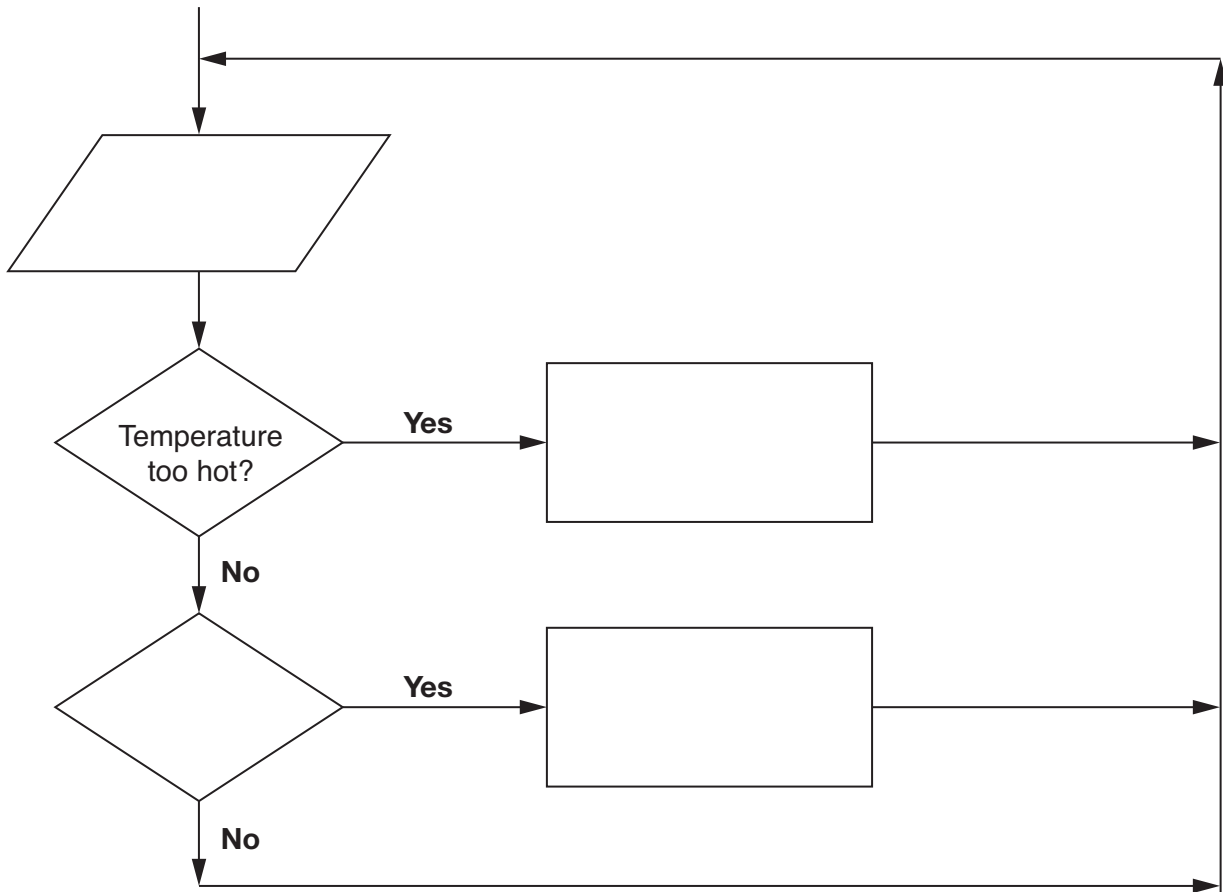 Temperature
too hot?
Yes
No
Yes
No